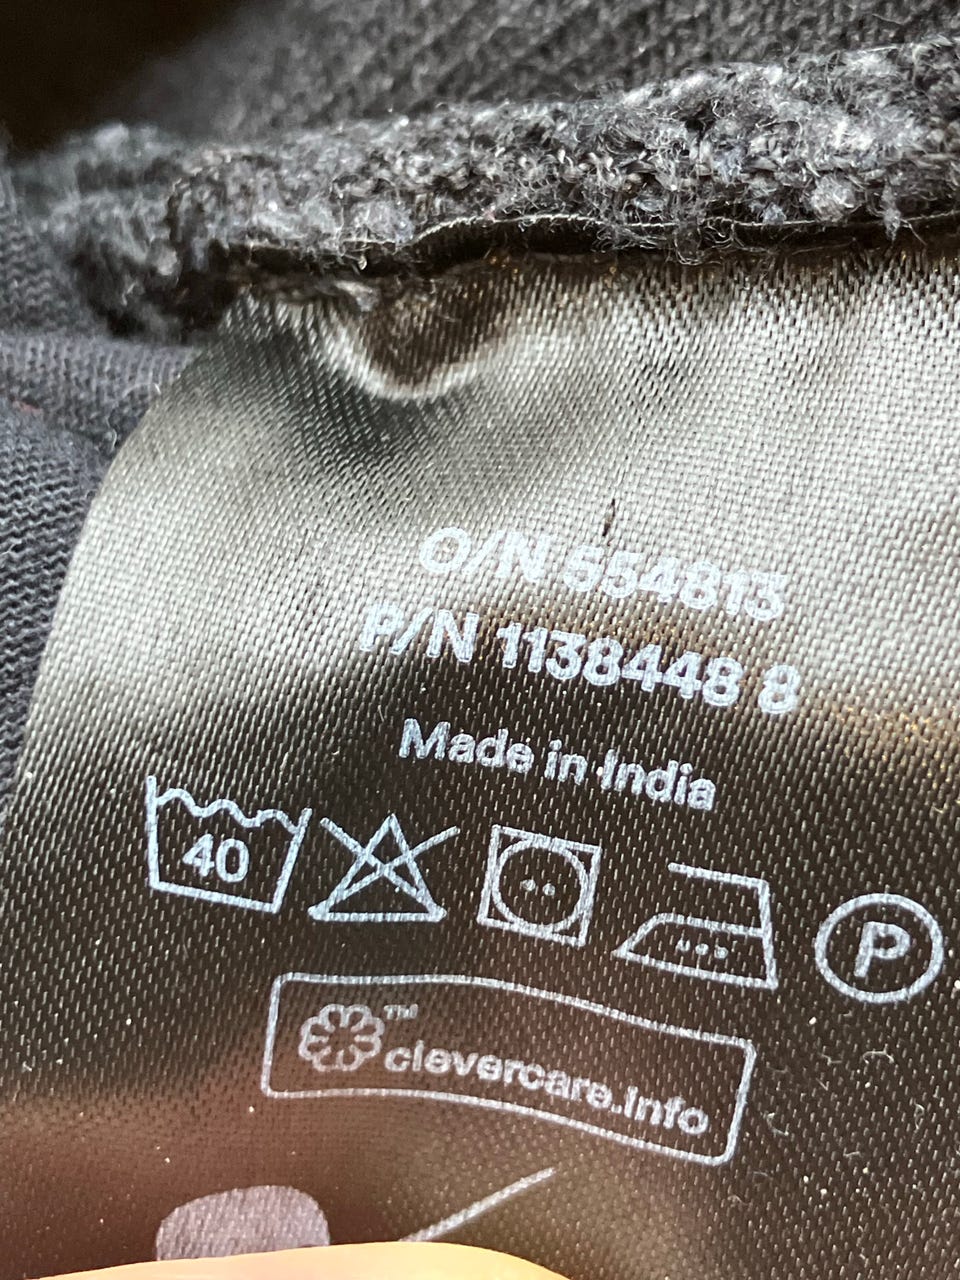 O/N 554813
P/N 1138448 8
Made in India
40
P
™
clevercare.info